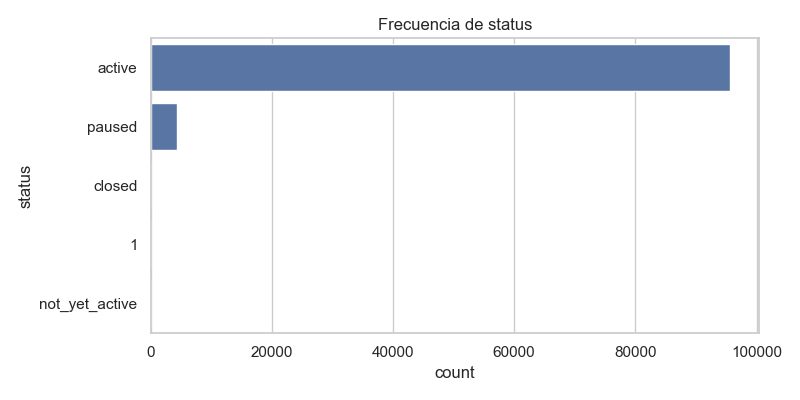 Frecuencia de status
status
active
paused
closed
1
not_yet_active
0
20000
40000
60000
80000
100000
count